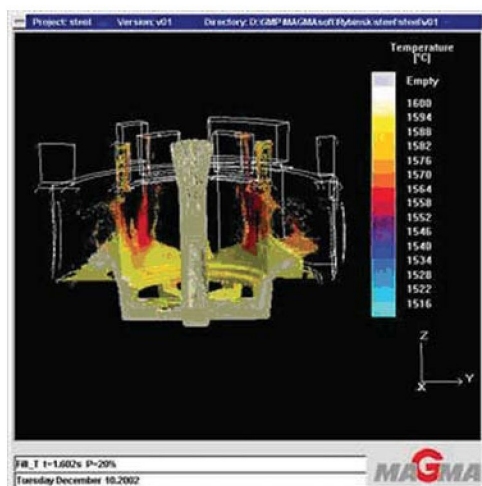 Project: steel Version: v01 Directory: D:\GMP\MAGMAsoft\Rybinsk\steel\v01
Temperature
[°C]
Empty
1600
1594
1588
1582
1576
1570
1564
1558
1552
1546
1540
1534
1528
1522
1516
Z
Y
X
Fill_T t=1.602s P=20%
Tuesday December 10.2002
MAGMA